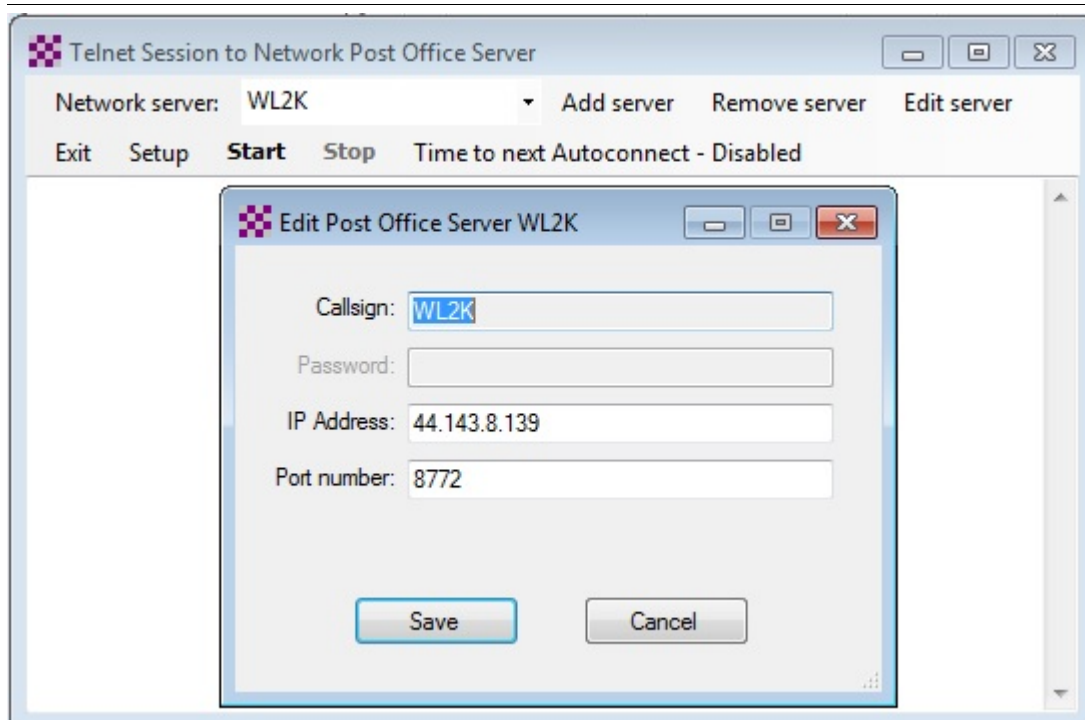 Telnet Session to Network Post Office Server
Network server: WL2K Add server Remove server Edit server
Exit Setup Start Stop Time to next Autoconnect - Disabled
Edit Post Office Server WL2K
Callsign: WL2K
Password:
IP Address: 44.143.8.139
Port number: 8772
Save Cancel